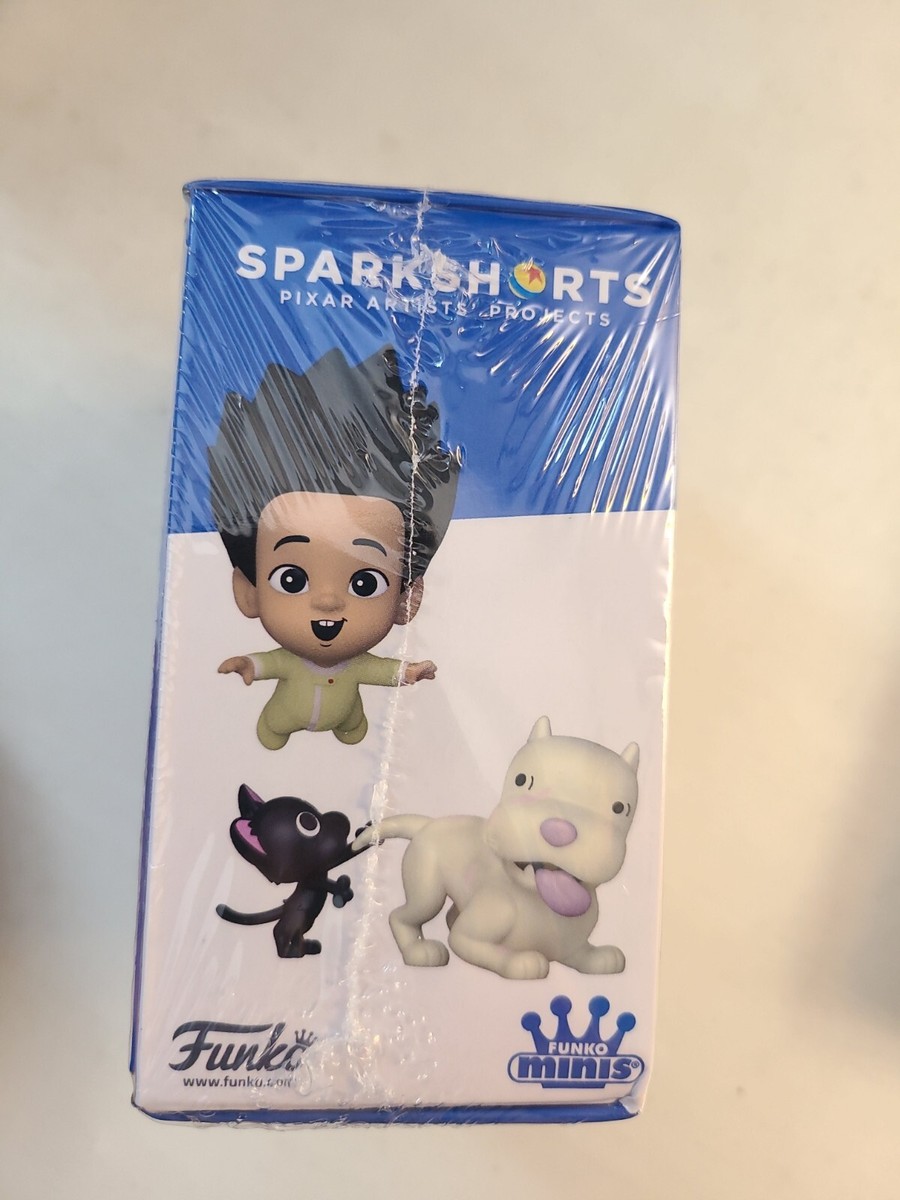 SPARKSHORTS
PIXAR ARTISTS' PROJECTS
Funko
www.funko.com
FUNKO
minis®